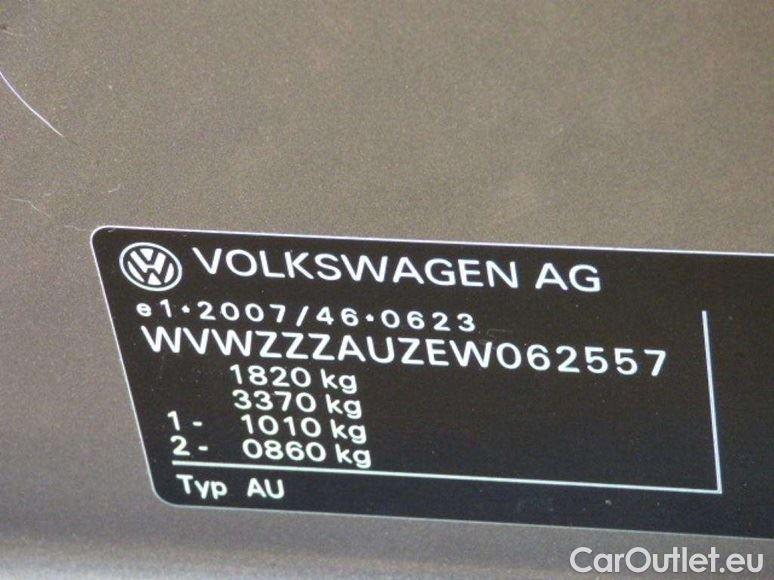 VOLKSWAGEN AG
e1*2007/46*0623
WVWZZZAUZEW062557
1820 kg
3370 kg
1- 1010 kg
2- 0860 kg
Typ AU
CarOutlet.eu